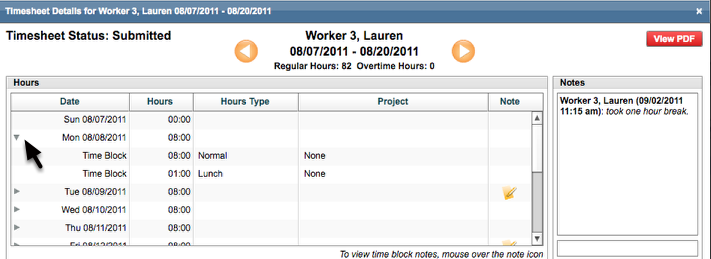 Timesheet Details for Worker 3, Lauren 08/07/2011 - 08/20/2011 ×
Timesheet Status: Submitted
Worker 3, Lauren
08/07/2011 - 08/20/2011
Regular Hours: 82 Overtime Hours: 0
View PDF
Hours
Date Hours Hours Type Project Note
Sun 08/07/2011 00:00
Mon 08/08/2011 08:00
Time Block 08:00 Normal None
Time Block 01:00 Lunch None
Tue 08/09/2011 08:00
Wed 08/10/2011 08:00
Thu 08/11/2011 08:00
Fri 08/12/2011 08:00
To view time block notes, mouse over the note icon
Notes
Worker 3, Lauren (09/02/2011
11:15 am): took one hour break.